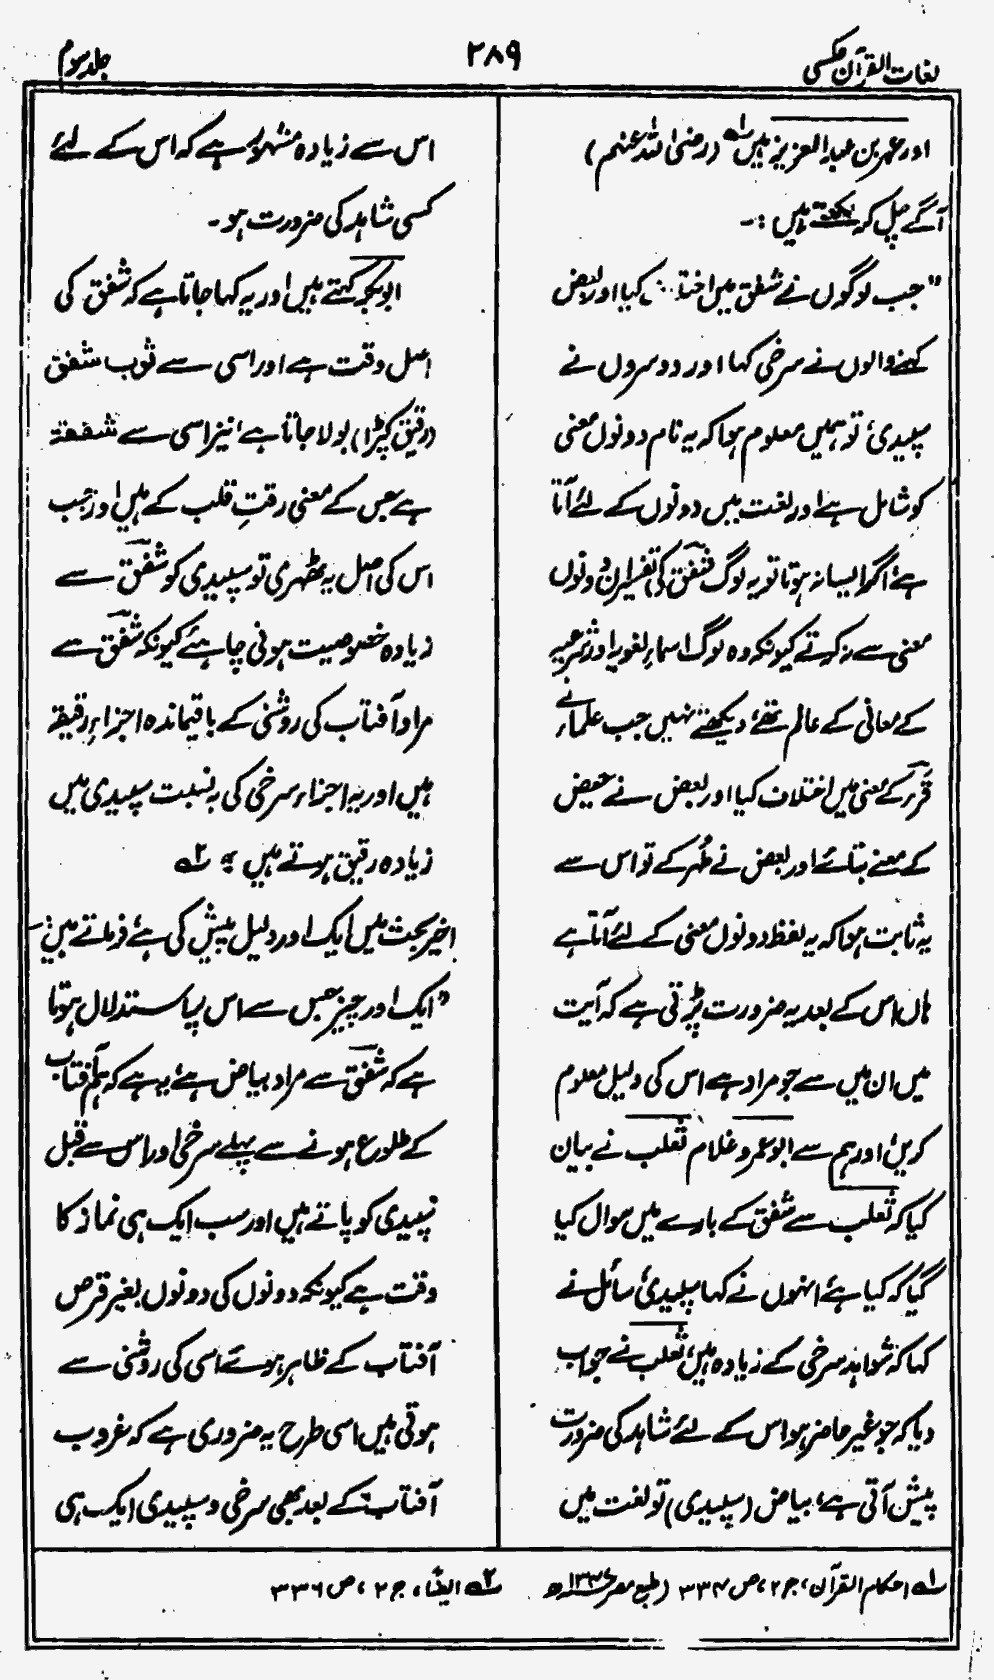 لغات القرآن عکسی
۲۸۹
جلد سوم
اور عمر بن عبد العزیز ہیں لہ (رضی اللہ عنہم)
آگے چل کر کہتے ہیں :۔
"جب لوگوں نے شفق میں اختلاف کیا اور بعض
کہنے والوں نے سرخی کہا اور دوسروں نے
سپیدی، تو ہمیں معلوم ہوا کہ یہ نام دونوں معنی
کو شامل ہے اور لغت میں دونوں کے لئے آتا
ہے، اگر ایسا نہ ہوتا تو یہ لوگ شفق کی تفسیر ان دونوں
معنی سے نہ کرتے کیونکہ وہ لوگ اسماءِ لغویہ اور شرعیہ
کے معانی کے عالم تھے، دیکھتے نہیں جب علماء نے
قرء کے معنی میں اختلاف کیا اور بعض نے حیض
کے معنے بتائے اور بعض نے طُہر کے تو اس سے
یہ ثابت ہوا کہ یہ لفظ دونوں معنی کے لئے آتا ہے
ہاں اس کے بعد یہ ضرورت پڑتی ہے کہ آیت
میں ان میں سے جو مراد ہے اس کی دلیل معلوم
کریں، اور ہم سے ابوعمرو غلام ثعلب نے بیان
کیا کہ ثعلب سے شفق کے بارے میں سوال کیا
گیا کہ کیا ہے، انہوں نے کہا سپیدی، سائل نے
کہا کہ شواہد سرخی کے زیادہ ہیں، ثعلب نے جواب
دیا کہ جو غیر حاضر ہو اس کے لئے شاہد کی ضرورت
پیش آتی ہے، بیاض (سپیدی) تو لغت میں
اس سے زیادہ مشہور ہے کہ اس کے لئے
کسی شاہد کی ضرورت ہو۔
ابوبکر کہتے ہیں اور یہ کہا جاتا ہے کہ شفق کی
اصل رقت ہے اور اسی سے ثوب شفق
(رقیق کپڑا) بولا جاتا ہے، نیز اسی سے شفقۃ
ہے جس کے معنی رقتِ قلب کے ہیں اور جب
اس کی اصل یہ ٹھہری تو سپیدی کو شفق سے
زیادہ خصوصیت ہونی چاہئے کیونکہ شفق سے
مراد آفتاب کی روشنی کے باقیماندہ اجزاءِ رقیقہ
ہیں اور یہ اجزاء سرخی کی بہ نسبت سپیدی میں
زیادہ رقیق ہوتے ہیں" ۲ہ
اخیر بحث میں ایک اور دلیل پیش کی ہے، فرماتے ہیں:۔
"ایک اور چیز جس سے اس پر استدلال ہوتا
ہے کہ شفق سے مراد بیاض ہے، یہ ہے کہ ہم آفتاب
کے طلوع ہونے سے پہلے سرخی اور اس سے قبل
سپیدی کو پاتے ہیں اور سب ایک ہی نماز کا
وقت ہے کیونکہ دونوں کی دونوں بغیر قرص
آفتاب کے ظاہر ہوئے اسی کی روشنی سے
ہوتی ہیں اسی طرح یہ ضروری ہے کہ غروب
آفتاب کے بعد بھی سرخی و سپیدی ایک ہی
لہ احکام القرآن، ج ۲، ص ۳۳۴ (طبع مصر
۲ہ ایضًا، ج ۲، ص ۳۳۶